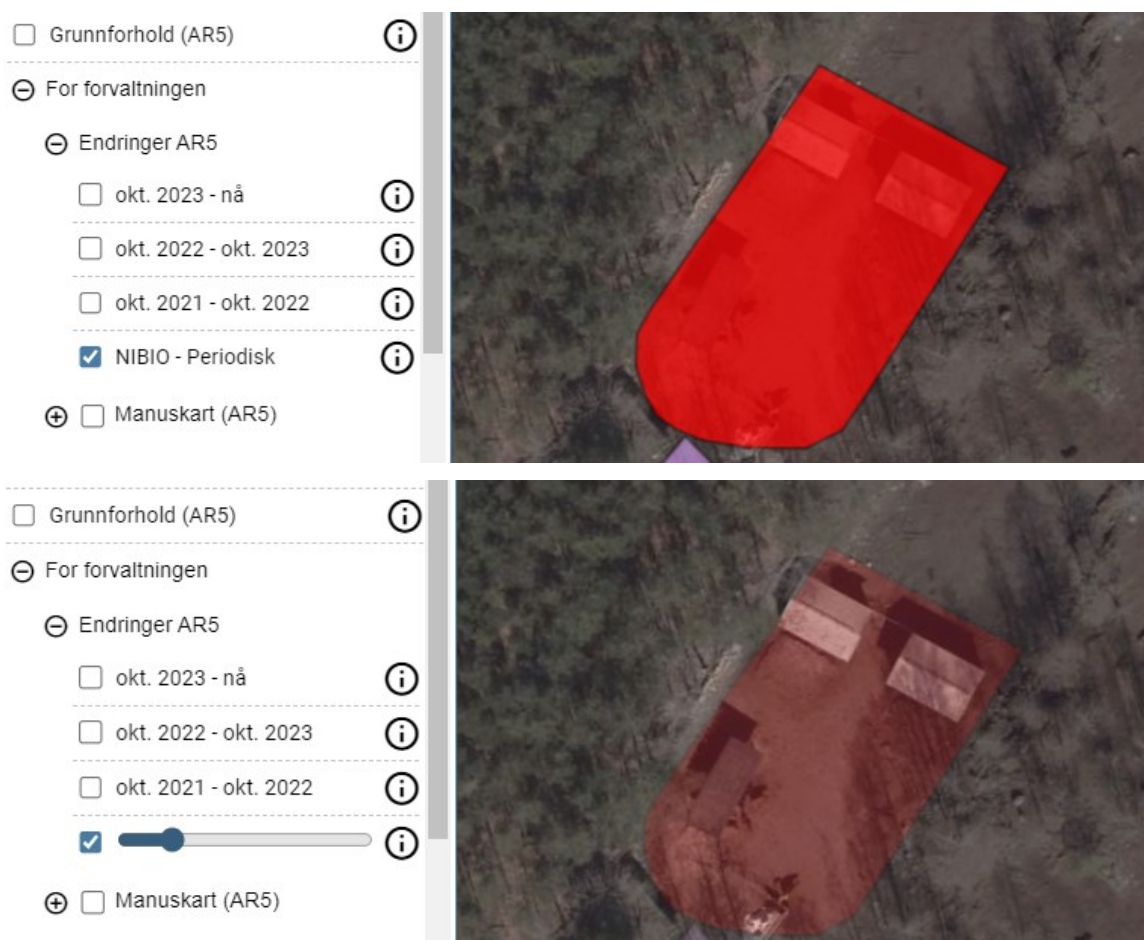 Grunnforhold (AR5)
For forvaltningen
Endringer AR5
okt. 2023 - nå
okt. 2022 - okt. 2023
okt. 2021 - okt. 2022
NIBIO - Periodisk
Manuskart (AR5)
Grunnforhold (AR5)
For forvaltningen
Endringer AR5
okt. 2023 - nå
okt. 2022 - okt. 2023
okt. 2021 - okt. 2022
Manuskart (AR5)